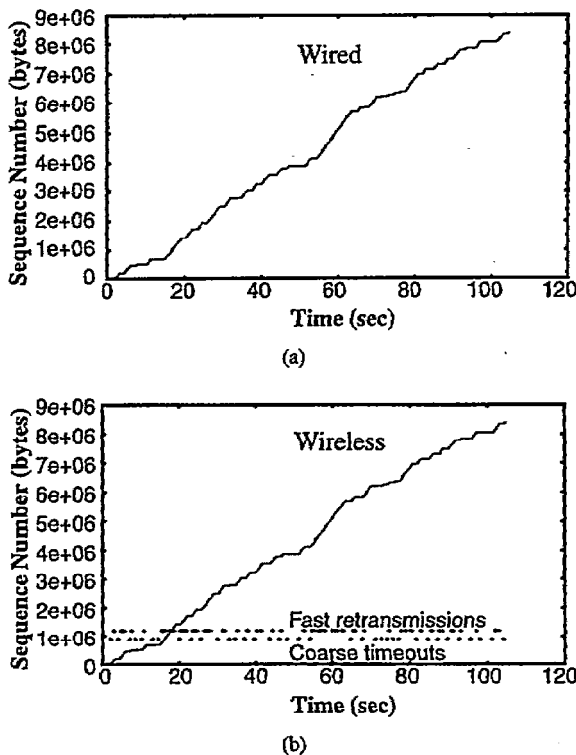 9e+06
8e+06
7e+06
6e+06
5e+06
4e+06
3e+06
2e+06
1e+06
0
Sequence Number (bytes)
Wired
0 20 40 60 80 100 120
Time (sec)
(a)
9e+06
8e+06
7e+06
6e+06
5e+06
4e+06
3e+06
2e+06
1e+06
0
Sequence Number (bytes)
Wireless
Fast retransmissions
Coarse timeouts
0 20 40 60 80 100 120
Time (sec)
(b)